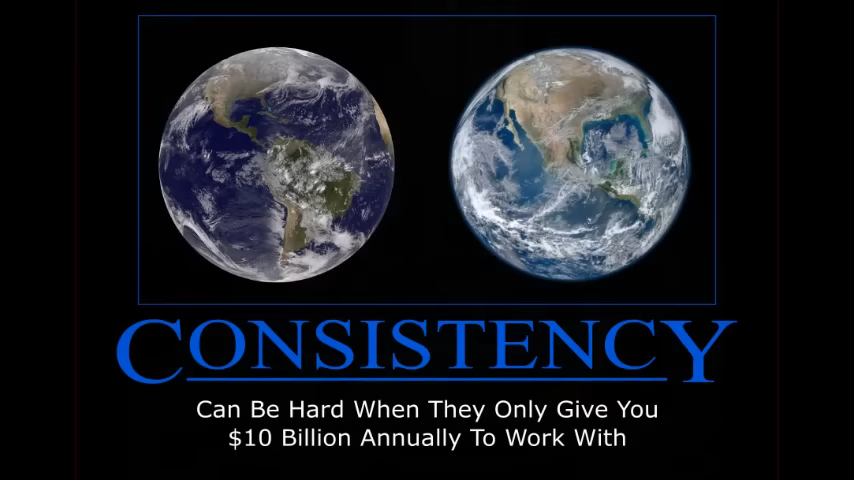 CONSISTENCY
Can Be Hard When They Only Give You
$10 Billion Annually To Work With